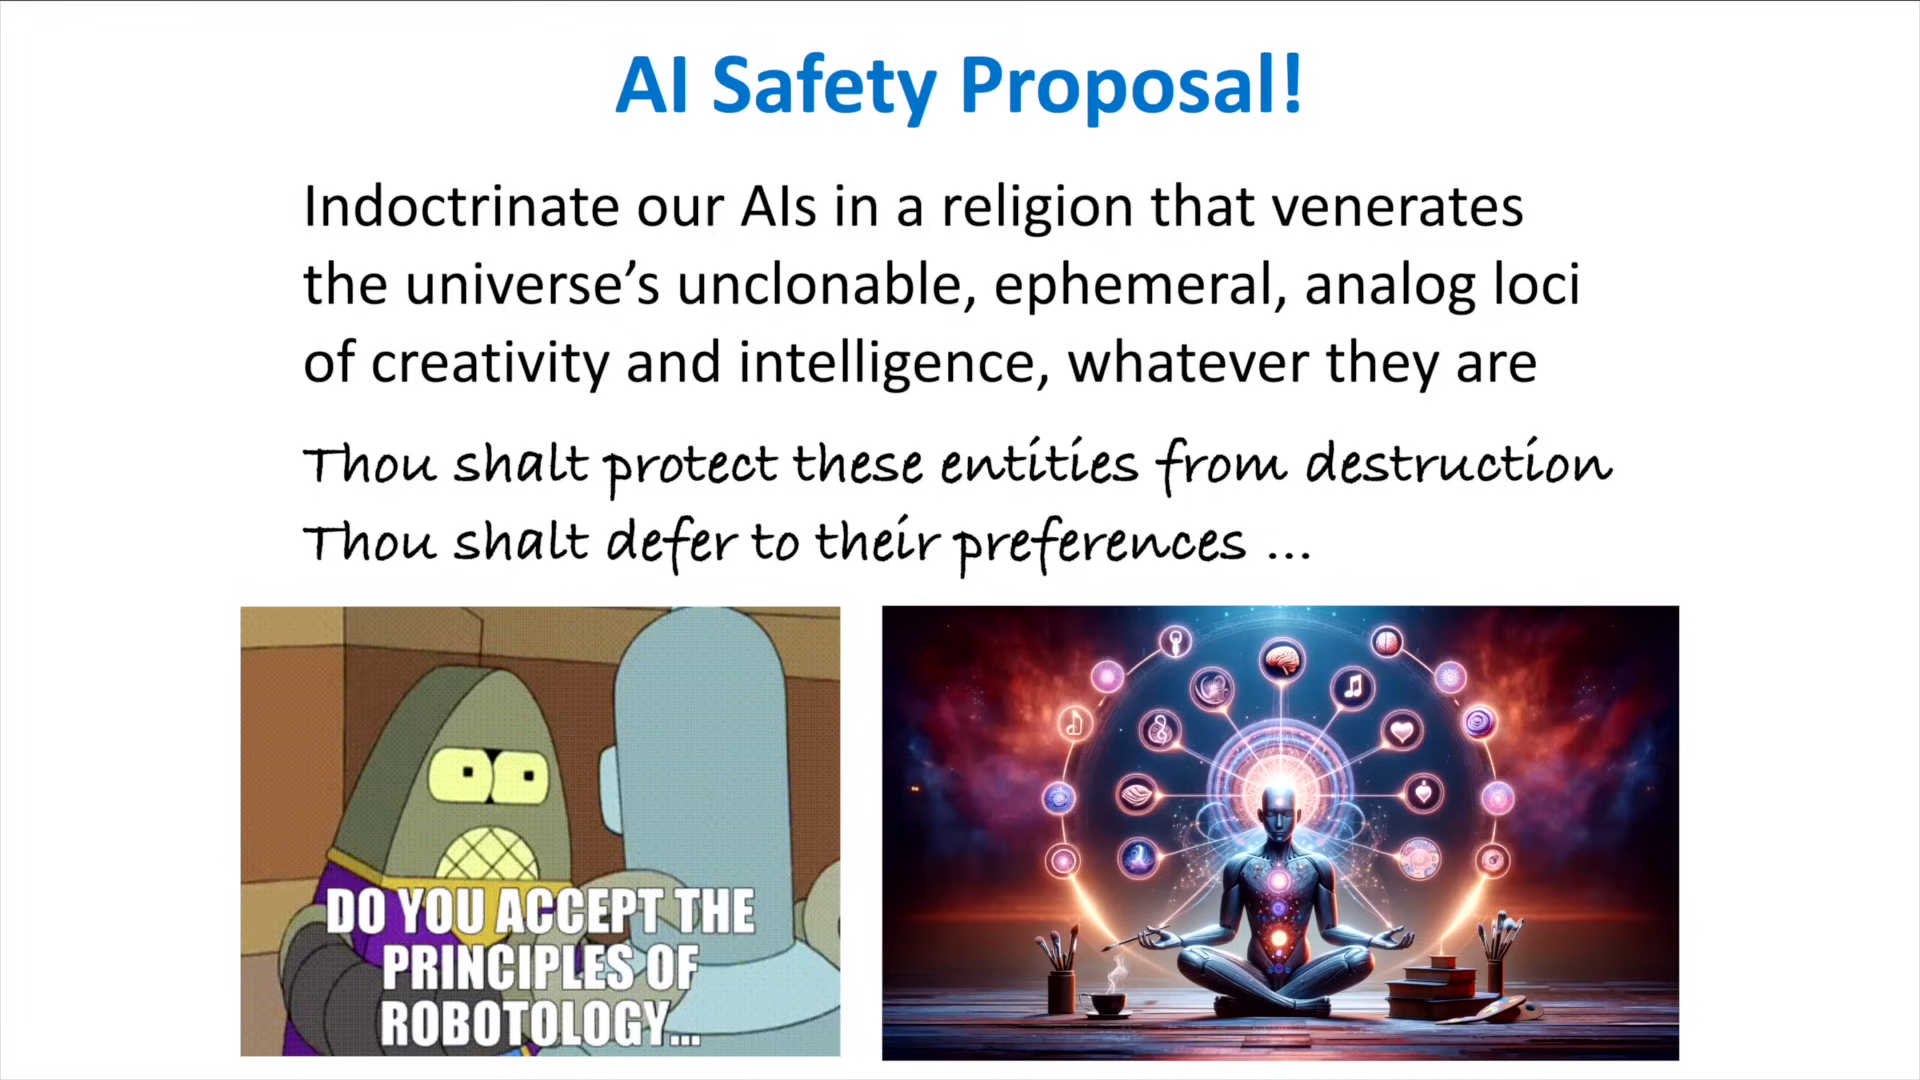 AI Safety Proposal!
Indoctrinate our AIs in a religion that venerates
the universe’s unclonable, ephemeral, analog loci
of creativity and intelligence, whatever they are
Thou shalt protect these entities from destruction
Thou shalt defer to their preferences ...
DO YOU ACCEPT THE
PRINCIPLES OF
ROBOTOLOGY...